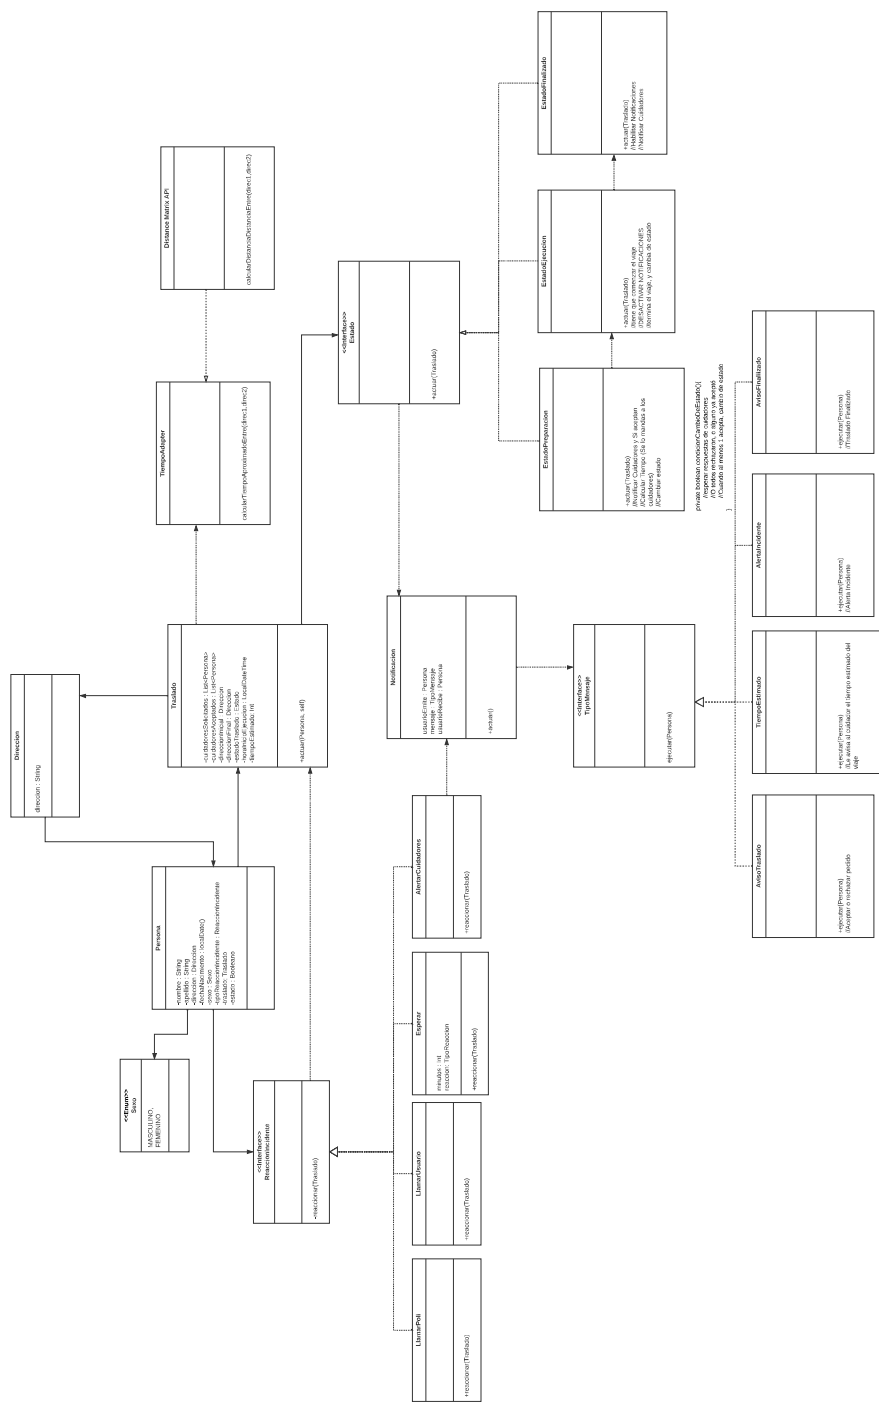 Direccion
direccion : String
Persona
-nombre : String
-apellido : String
-direccion : Dirección
-fechaNacimiento : localDate()
-sexo : Sexo
-tipoReaccionIncidente : ReaccionIncidente
-traslado: Traslado
-estado : Booleano
<<Enum>>
Sexo
MASCULINO,
FEMENINO
<<Interface>>
ReaccionIncidente
-reaccionar(Traslado)
Traslado
-cuidadoresSolicitados : List<Persona>
-cuidadoresAceptados : List<Persona>
-direccionInicial : Direccion
-direccionFinal : Direccion
-estadoTraslado : Estado
-horaInicioEjecucion : LocalDateTime
-tiempoEstimado: Int
+actuar(Persona, self)
TiempoAdapter
calcularTiempoAproximadoEntre(direc1,direc2)
Distance Matrix API
calcularDistanciaDistanciaEntre(direc1,direc2)
<<Interface>>
Estado
+acuar(Traslado)
LlamarPoli
+reaccionar(Traslado)
LlamarUsuario
+reaccionar(Traslado)
Esperar
minutos : Int
reaccion: TipoReaccion
+reaccionar(Traslado)
AlertarCuidadores
+reaccionar(Traslado)
Notificacion
usuarioEmite : Persona
mensaje : TipoMensaje
usuarioRecibe : Persona
+actuar()
<<Interface>>
TipoMensaje
ejecutar(Persona)
EstadoPreparacion
+actuar(Traslado)
//Notificar Cuidadores y SI aceptan
//Calcular Tiempo (Se lo mandas a los
cuidadores)
//Cambiar estado
private boolean condicionCambioDeEstado(){
//esperar respuestas de cuidadores
//O todos rechazaron, o alguno ya aceptó
//Cuando al menos 1 acepta, cambio de estado
}
EstadoEjecucion
+actuar(Traslado)
//tiene que comenzar el viaje
//DESACTIVAR NOTIFICACIONES
//termina el viaje, y cambia de estado
EstadoFinalizado
+actuar(Traslado)
//Habilitar Notificaciones
//Notificar Cuidadores
AvisoTraslado
+ejecutar(Persona)
//Aceptar o rechazar pedido
TiempoEstimado
+ejecutar(Persona)
//Le avisa al cuidador el tiempo estimado del
viaje
AlertaIncidente
+ejecutar(Persona)
//Alerta Incidente
AvisoFinalizado
+ejecutar(Persona)
//Traslado Finalizado